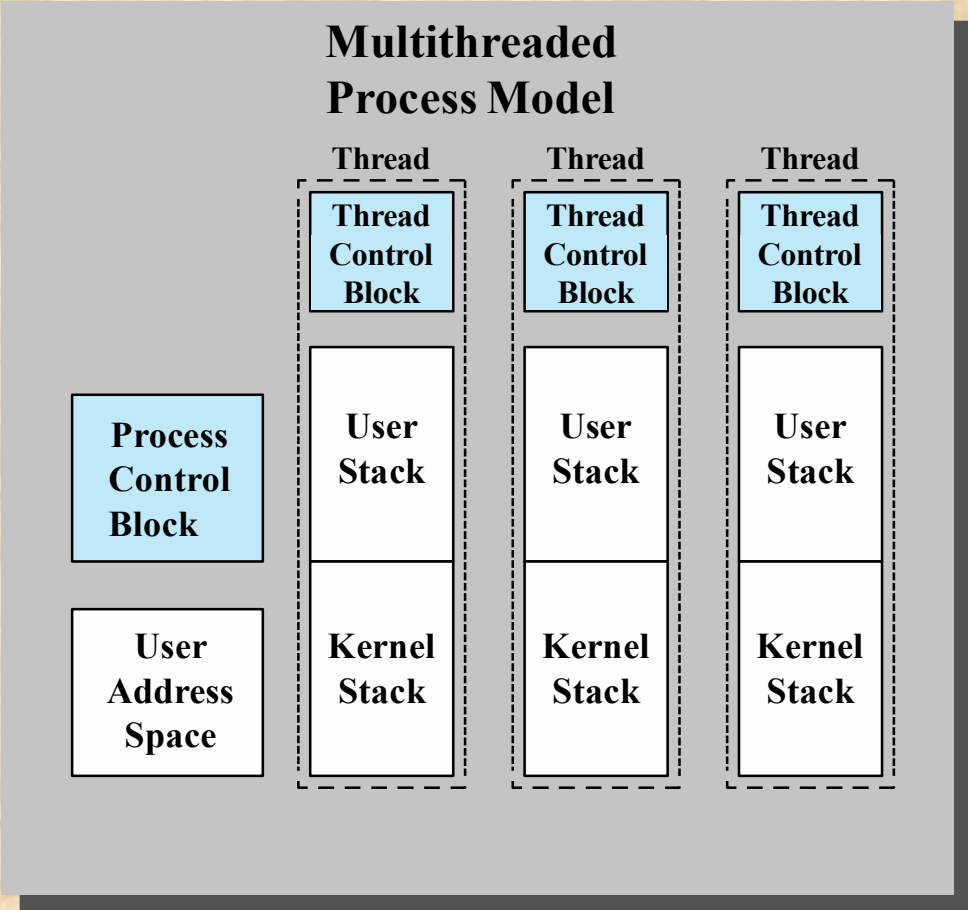 Multithreaded
Process Model
Thread
Thread
Thread
Thread
Control
Block
Thread
Control
Block
Thread
Control
Block
Process
Control
Block
User
Address
Space
User
Stack
User
Stack
User
Stack
Kernel
Stack
Kernel
Stack
Kernel
Stack